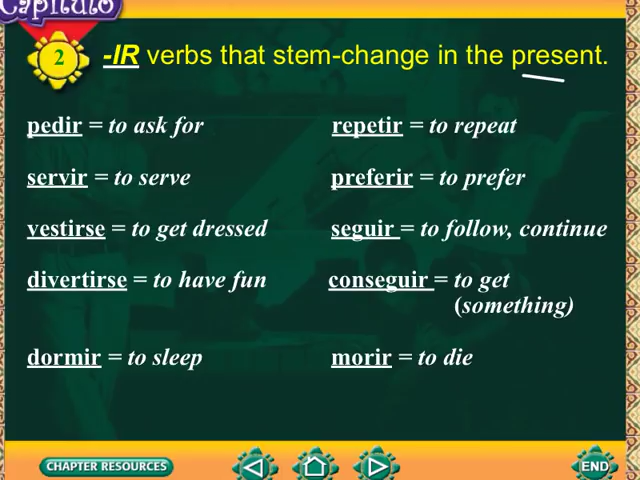 Capítulo
2
-IR verbs that stem-change in the present.
pedir = to ask for
repetir = to repeat
servir = to serve
preferir = to prefer
vestirse = to get dressed
seguir = to follow, continue
divertirse = to have fun
conseguir = to get
(something)
dormir = to sleep
morir = to die
CHAPTER RESOURCES
END